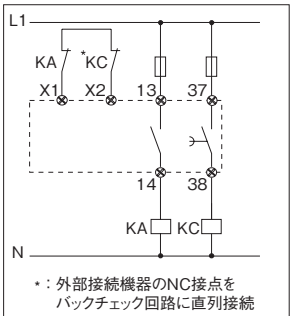 L1
KA
*KC
X1
X2
13
37
14
38
KA
KC
N
*：外部接続機器のNC接点を
バックチェック回路に直列接続